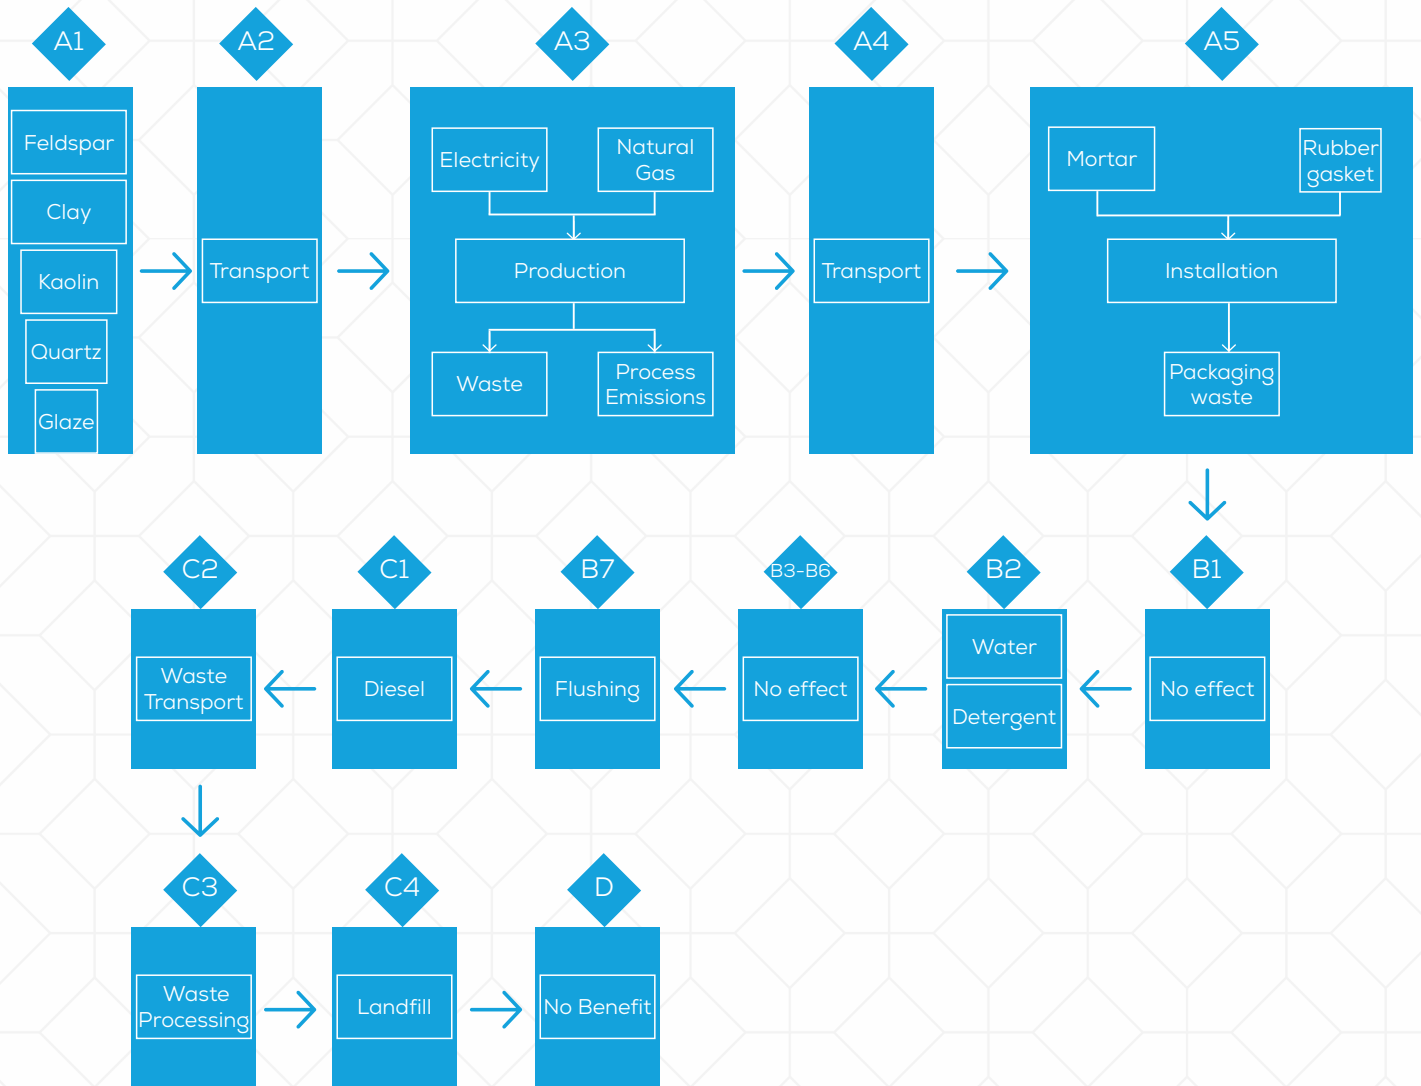 A1
A2
A3
A4
A5
Feldspar
Clay
Kaolin
Quartz
Glaze
Transport
Electricity
Natural
Gas
Production
Waste
Process
Emissions
Transport
Mortar
Rubber
gasket
Installation
Packaging
waste
B1
No effect
B2
Water
Detergent
B3-B6
No effect
B7
Flushing
C1
Diesel
C2
Waste
Transport
C3
Waste
Processing
C4
Landfill
D
No Benefit